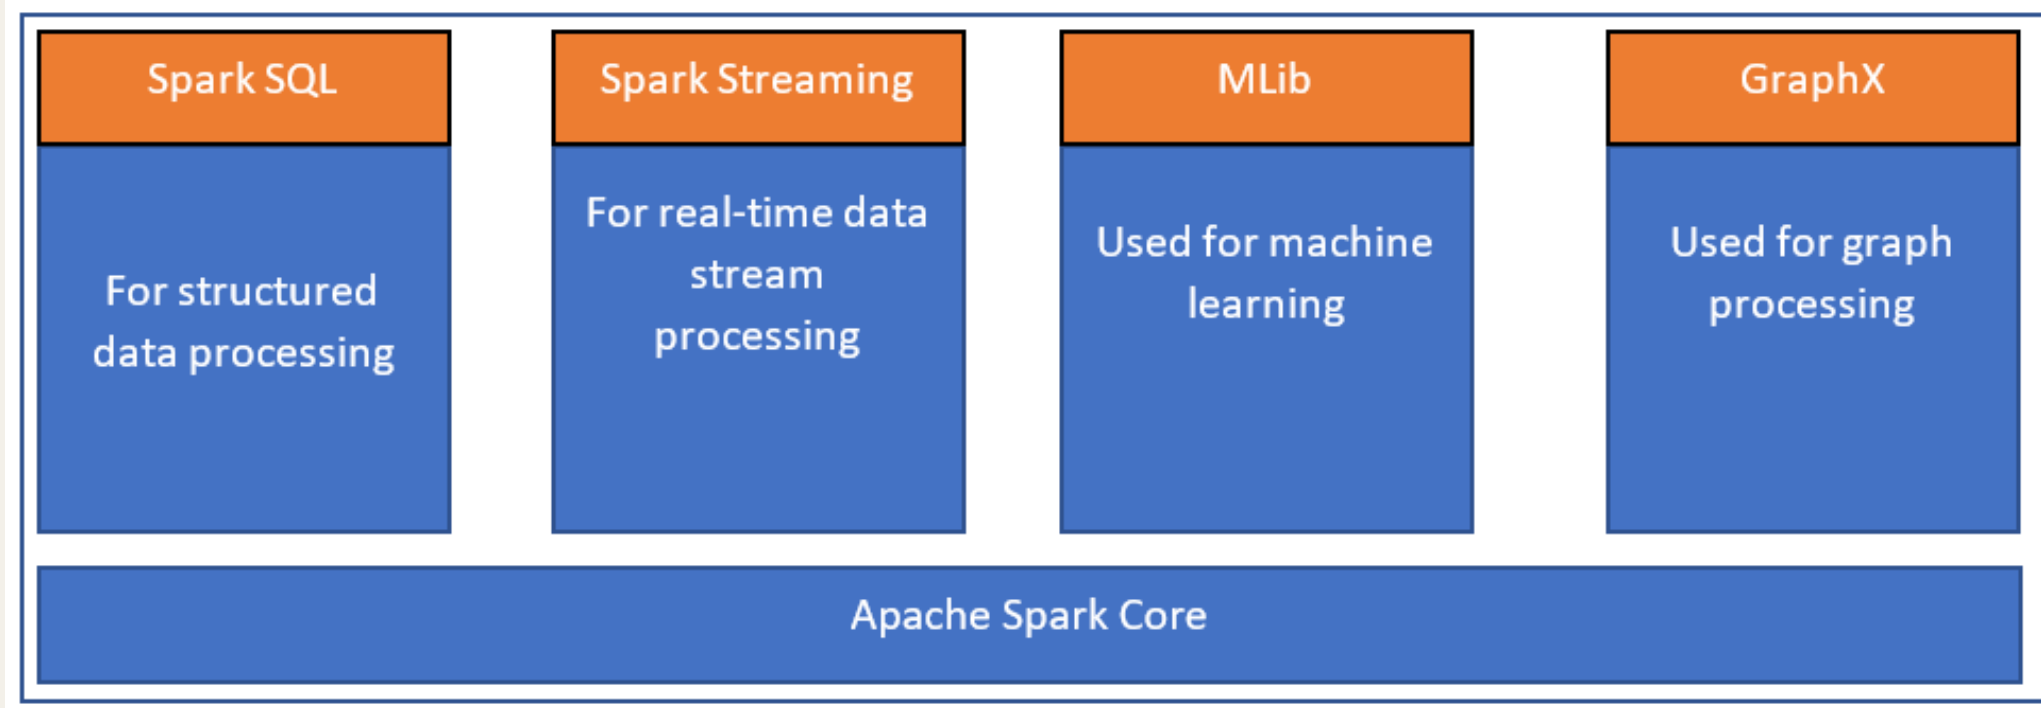 Spark SQL
For structured
data processing
Spark Streaming
For real-time data
stream
processing
MLib
Used for machine
learning
GraphX
Used for graph
processing
Apache Spark Core